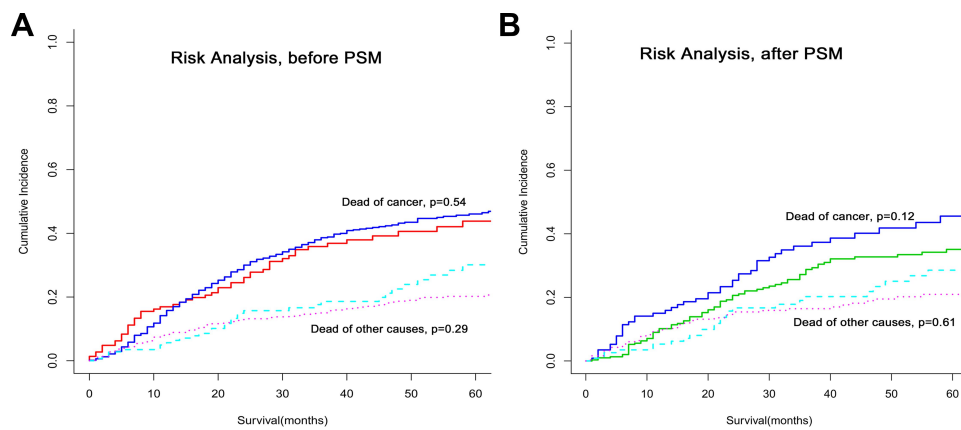 A
Risk Analysis, before PSM
Cumulative Incidence
1.0
0.8
0.6
0.4
0.2
0.0
Dead of cancer, p=0.54
Dead of other causes, p=0.29
0 10 20 30 40 50 60
Survival(months)
B
Risk Analysis, after PSM
Cumulative Incidence
1.0
0.8
0.6
0.4
0.2
0.0
Dead of cancer, p=0.12
Dead of other causes, p=0.61
0 10 20 30 40 50 60
Survival(months)